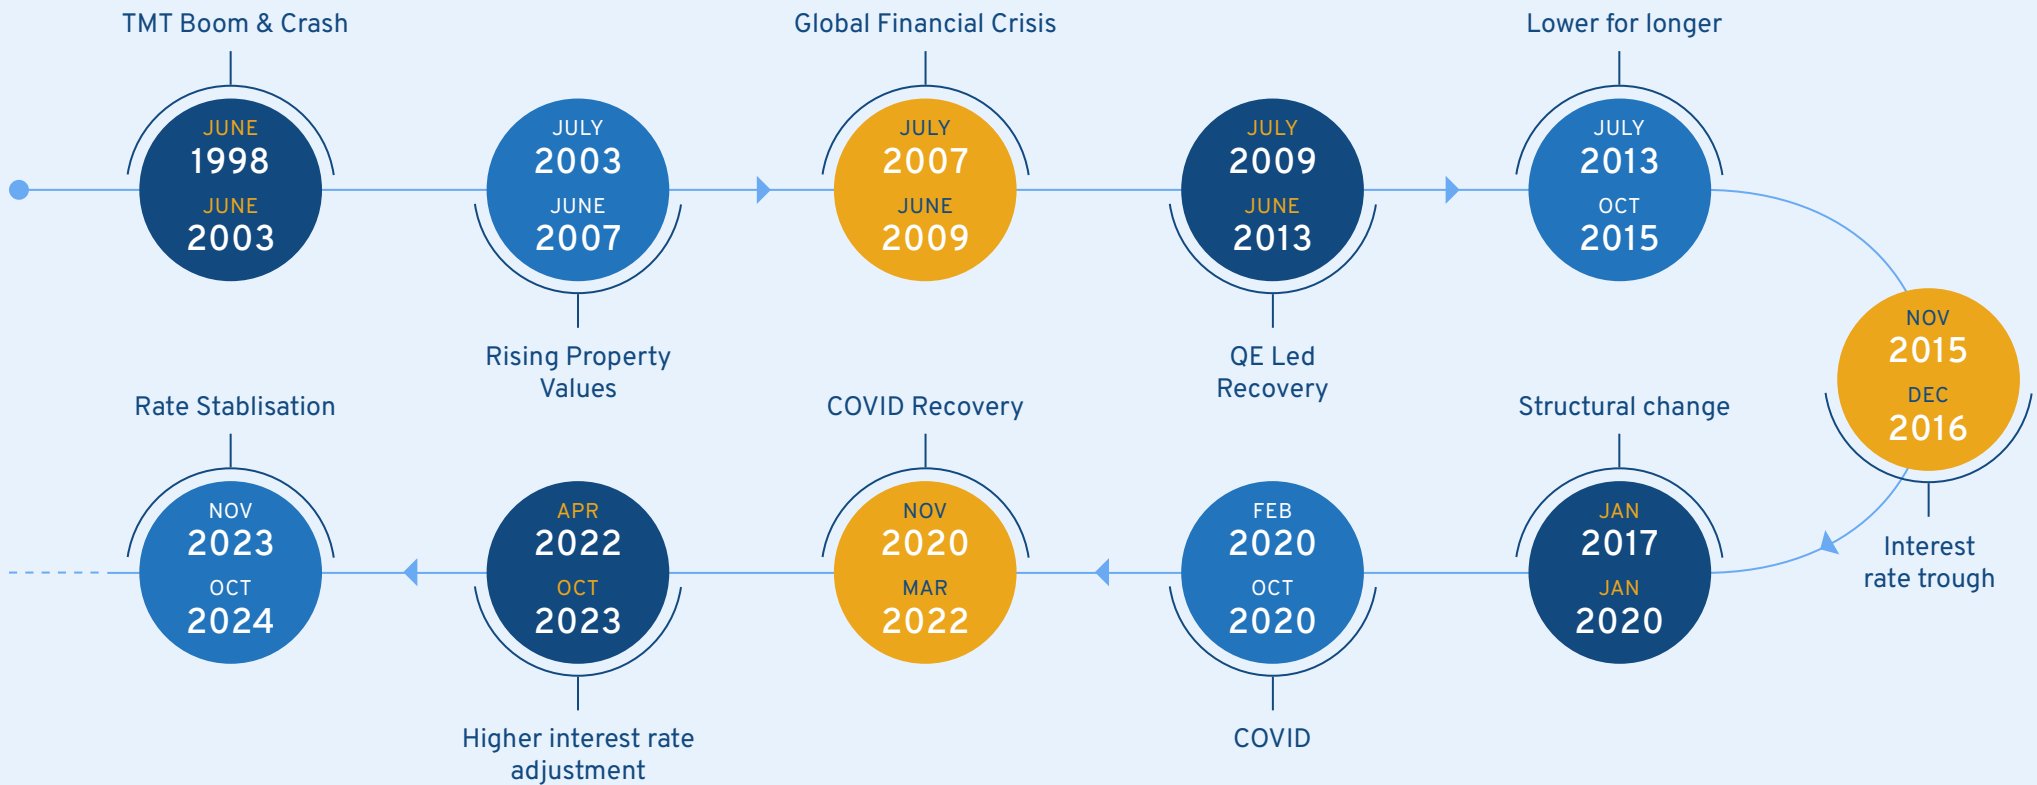 TMT Boom & Crash
JUNE
1998
JUNE
2003
JULY
2003
JUNE
2007
Rising Property
Values
Global Financial Crisis
JULY
2007
JUNE
2009
JULY
2009
JUNE
2013
QE Led
Recovery
Lower for longer
JULY
2013
OCT
2015
NOV
2015
DEC
2016
Interest
rate trough
Structural change
JAN
2017
JAN
2020
FEB
2020
OCT
2020
COVID
COVID Recovery
NOV
2020
MAR
2022
APR
2022
OCT
2023
Higher interest rate
adjustment
Rate Stablisation
NOV
2023
OCT
2024